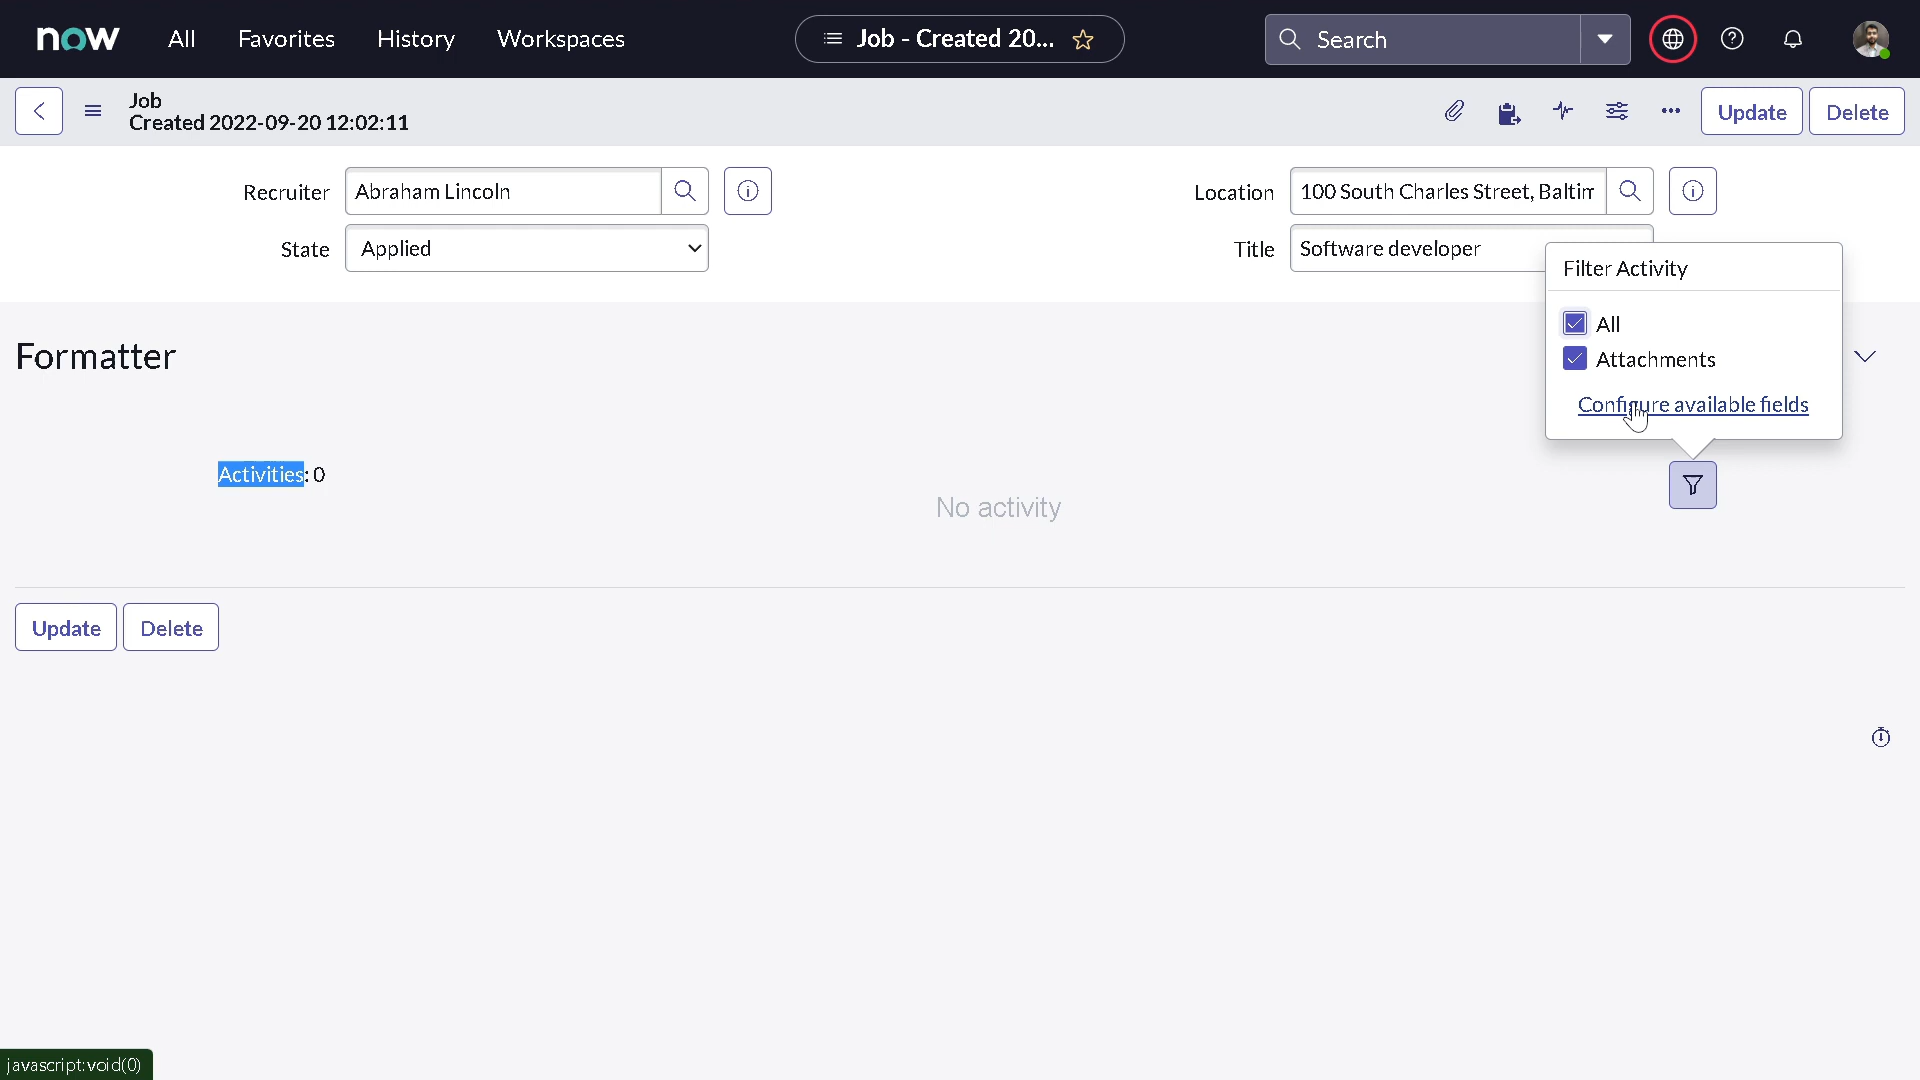 now All Favorites History Workspaces Job - Created 20... Search
Job
Created 2022-09-20 12:02:11
Update Delete
Recruiter Abraham Lincoln Location 100 South Charles Street, Baltim
State Applied Title Software developer
Filter Activity
All
Attachments
Configure available fields
Formatter
Activities: 0
No activity
Update Delete
javascript:void(0)